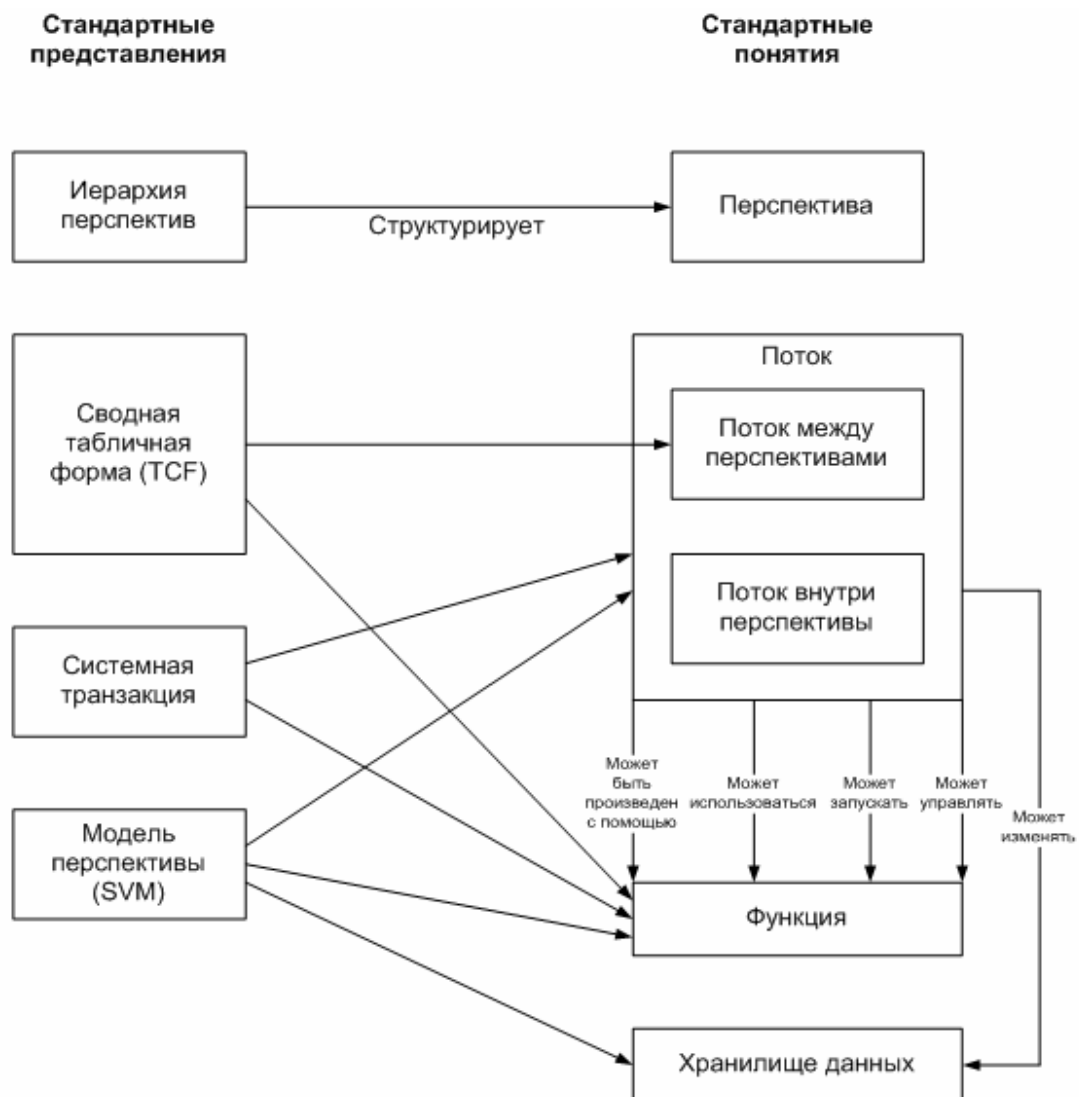 Стандартные
представления
Стандартные
понятия
Иерархия
перспектив
Структурирует
Перспектива
Сводная
табличная
форма (TCF)
Поток
Поток между
перспективами
Поток внутри
перспективы
Системная
транзакция
Модель
перспективы
(SVM)
Может
быть
произведен
с помощью
Может
использоваться
Может
запускать
Может
управлять
Может
изменять
Функция
Хранилище данных